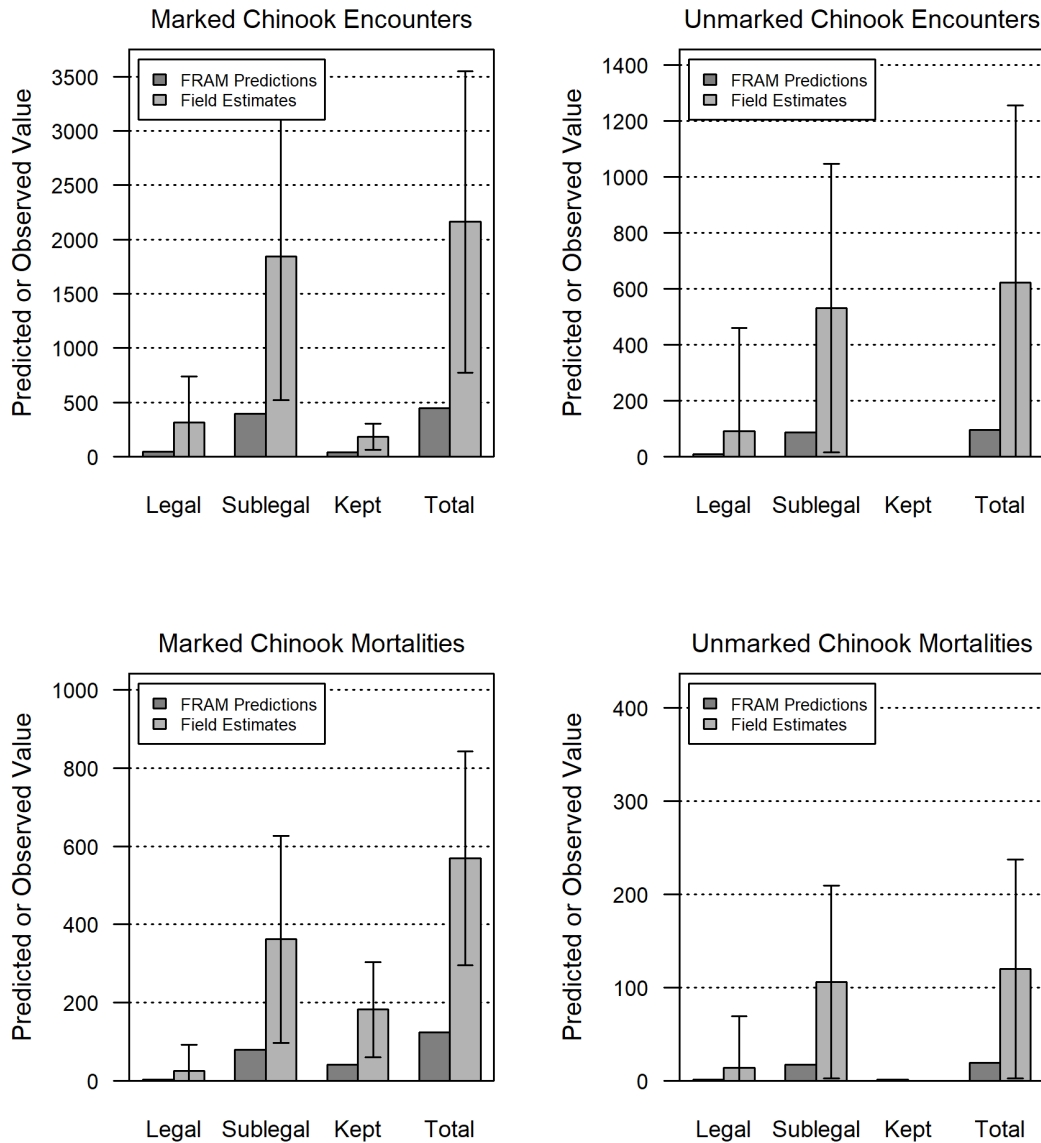 Marked Chinook Encounters
Predicted or Observed Value
3500
3000
2500
2000
1500
1000
500
0
FRAM Predictions
Field Estimates
Legal Sublegal Kept Total
Unmarked Chinook Encounters
Predicted or Observed Value
1400
1200
1000
800
600
400
200
0
FRAM Predictions
Field Estimates
Legal Sublegal Kept Total
Marked Chinook Mortalities
Predicted or Observed Value
1000
800
600
400
200
0
FRAM Predictions
Field Estimates
Legal Sublegal Kept Total
Unmarked Chinook Mortalities
Predicted or Observed Value
400
300
200
100
0
FRAM Predictions
Field Estimates
Legal Sublegal Kept Total